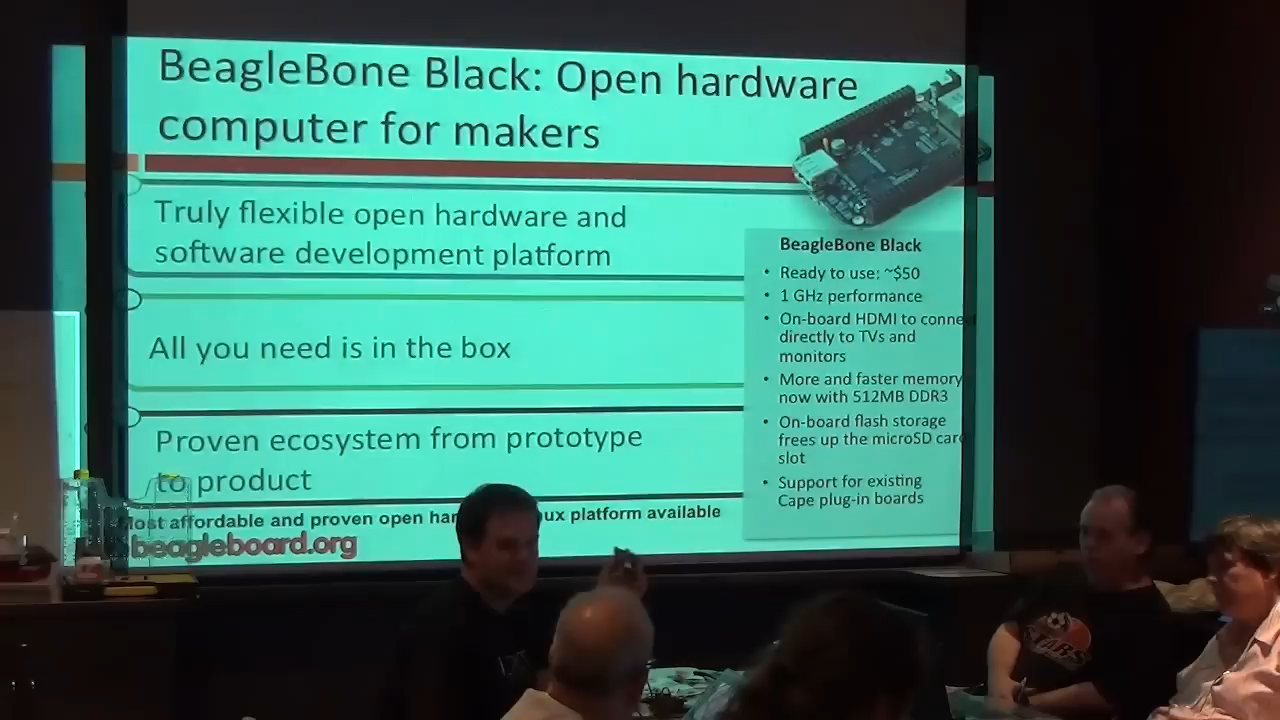 BeagleBone Black: Open hardware
computer for makers
Truly flexible open hardware and
software development platform
All you need is in the box
Proven ecosystem from prototype
to product
Most affordable and proven open platform available
beagleboard.org
BeagleBone Black
• Ready to use: ~$50
• 1 GHz performance
• On-board HDMI to connec
directly to TVs and
monitors
• More and faster memory
now with 512MB DDR3
• On-board flash storage
frees up the microSD card
slot
• Support for existing
Cape plug-in boards
STARS